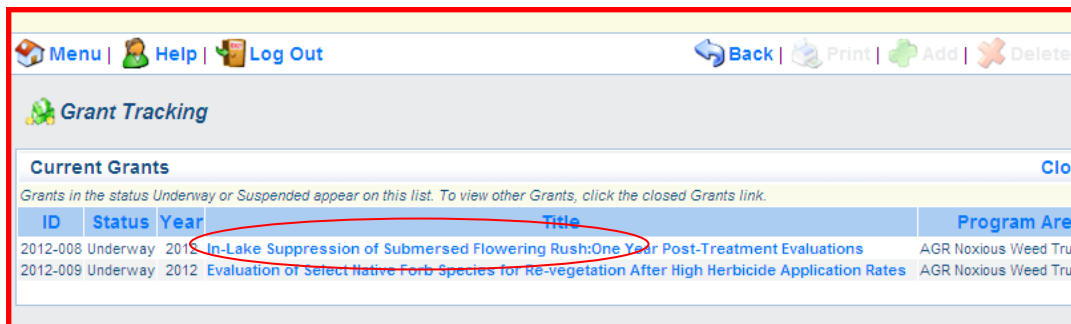 Menu | Help | Log Out Back | Print | Add | Delete
Grant Tracking
Current Grants Clo
Grants in the status Underway or Suspended appear on this list. To view other Grants, click the closed Grants link.
ID Status Year Title Program Are
2012-008 Underway 2012 In-Lake Suppression of Submersed Flowering Rush:One Year Post-Treatment Evaluations AGR Noxious Weed Tru
2012-009 Underway 2012 Evaluation of Select Native Forb Species for Re-vegetation After High Herbicide Application Rates AGR Noxious Weed Tru